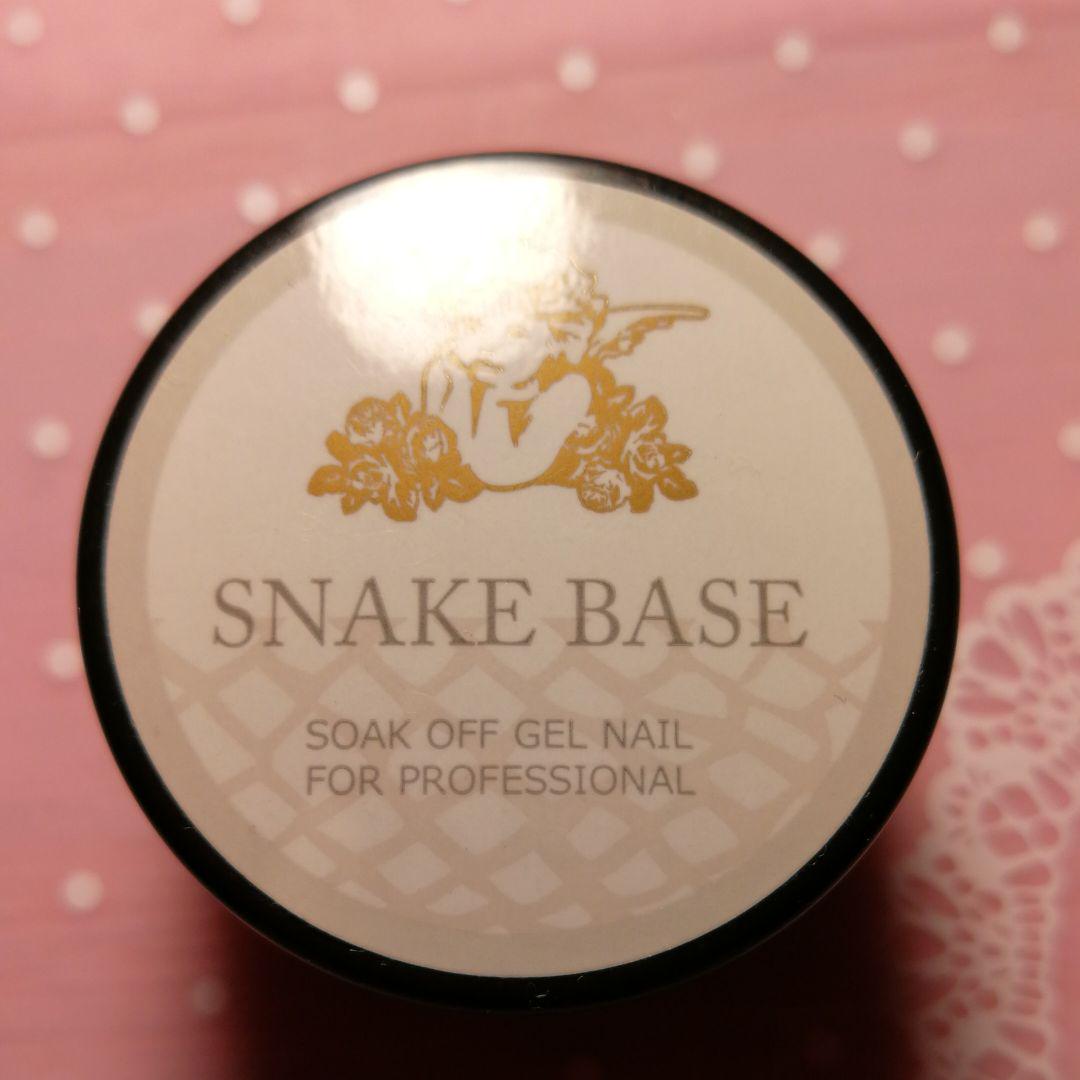 SNAKE BASE
SOAK OFF GEL NAIL
FOR PROFESSIONAL